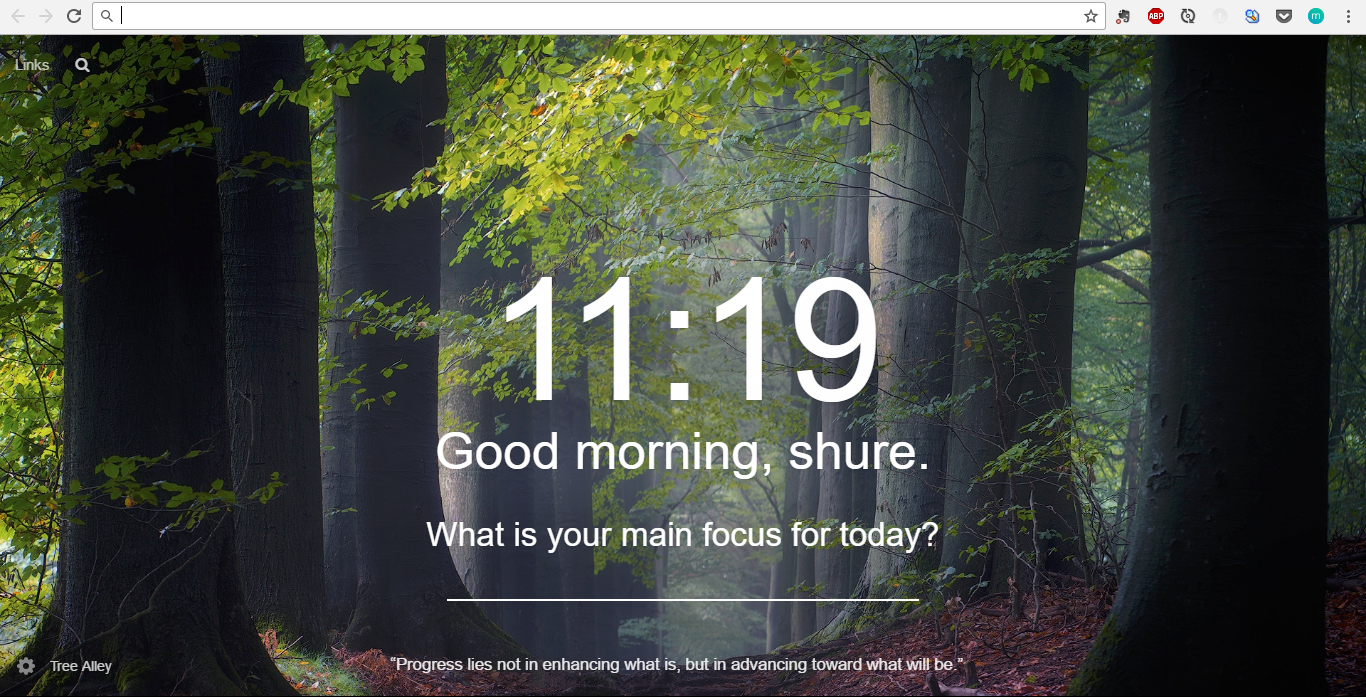 ABP
m
Links
11:19
Good morning, shure.
What is your main focus for today?
Tree Alley
“Progress lies not in enhancing what is, but in advancing toward what will be.”